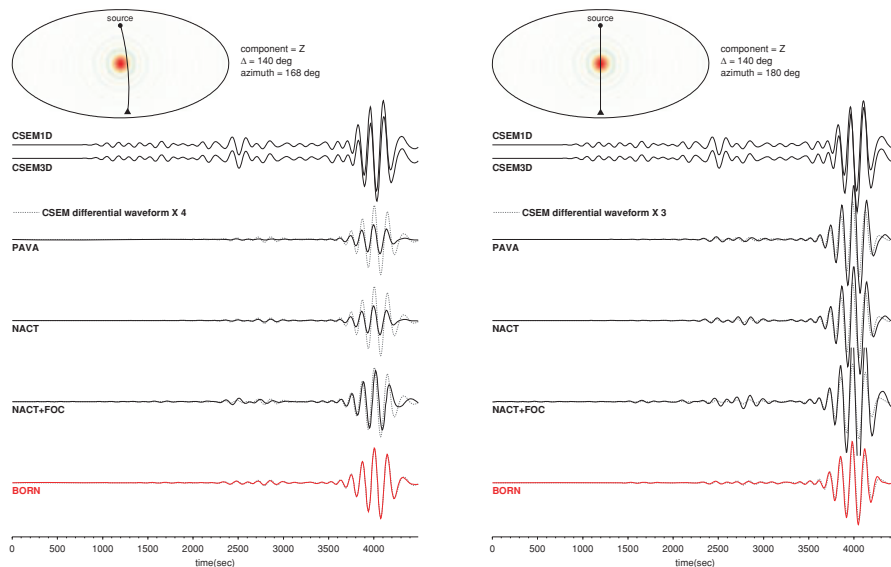 source
component = Z
Δ = 140 deg
azimuth = 168 deg
CSEM1D
CSEM3D
CSEM differential waveform X 4
PAVA
NACT
NACT+FOC
BORN
0 500 1000 1500 2000 2500 3000 3500 4000
time(sec)
source
component = Z
Δ = 140 deg
azimuth = 180 deg
CSEM1D
CSEM3D
CSEM differential waveform X 3
PAVA
NACT
NACT+FOC
BORN
0 500 1000 1500 2000 2500 3000 3500 4000
time(sec)